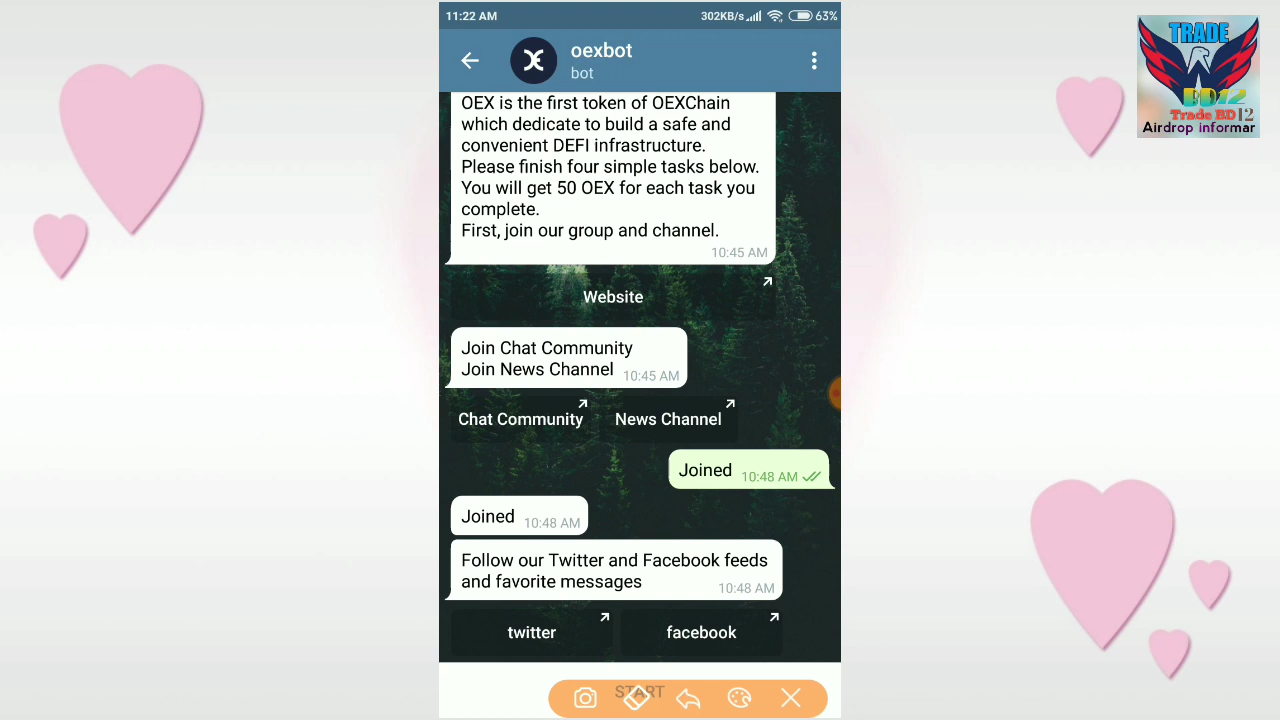 11:22 AM 302KB/s 63%
oexbot
bot
OEX is the first token of OEXChain
which dedicate to build a safe and
convenient DEFI infrastructure.
Please finish four simple tasks below.
You will get 50 OEX for each task you
complete.
First, join our group and channel.
10:45 AM
Website
Join Chat Community
Join News Channel 10:45 AM
Chat Community News Channel
Joined 10:48 AM
Joined 10:48 AM
Follow our Twitter and Facebook feeds
and favorite messages 10:48 AM
twitter facebook
START
TRADE
BD12
Trade BD12
Airdrop informar